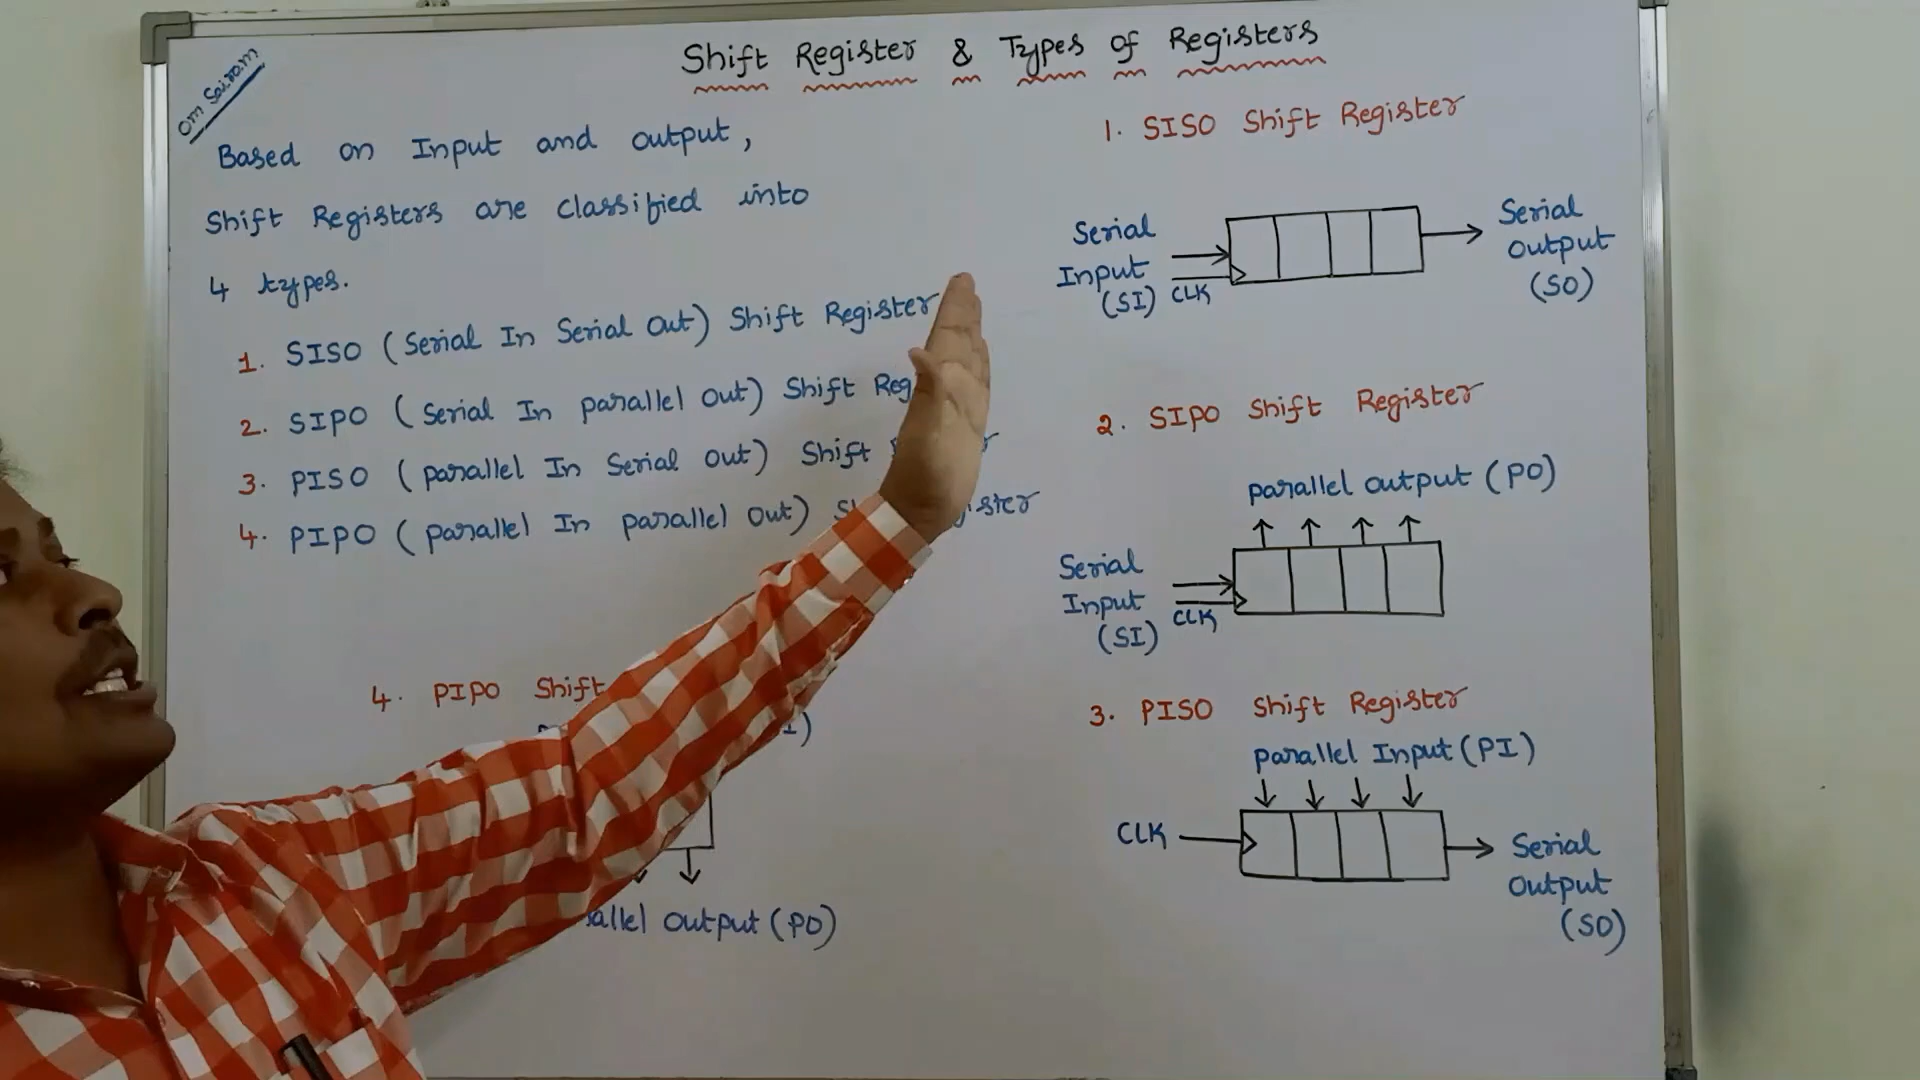 Om Sairam
Shift Register & Types of Registers
Based on Input and output,
Shift Registers are classified into
4 types.
1. SISO (Serial In Serial Out) Shift Register
2. SIPO (Serial In parallel Out) Shift
3. PISO (parallel In Serial Out) Shift
4. PIPO (parallel In parallel Out)
4. PIPO Shift
output (PO)
1. SISO Shift Register
Serial
Input
(SI)
CLK
Serial
Output
(SO)
2. SIPO Shift Register
parallel output (PO)
Serial
Input
(SI)
CLK
3. PISO Shift Register
parallel Input (PI)
CLK
Serial
Output
(SO)